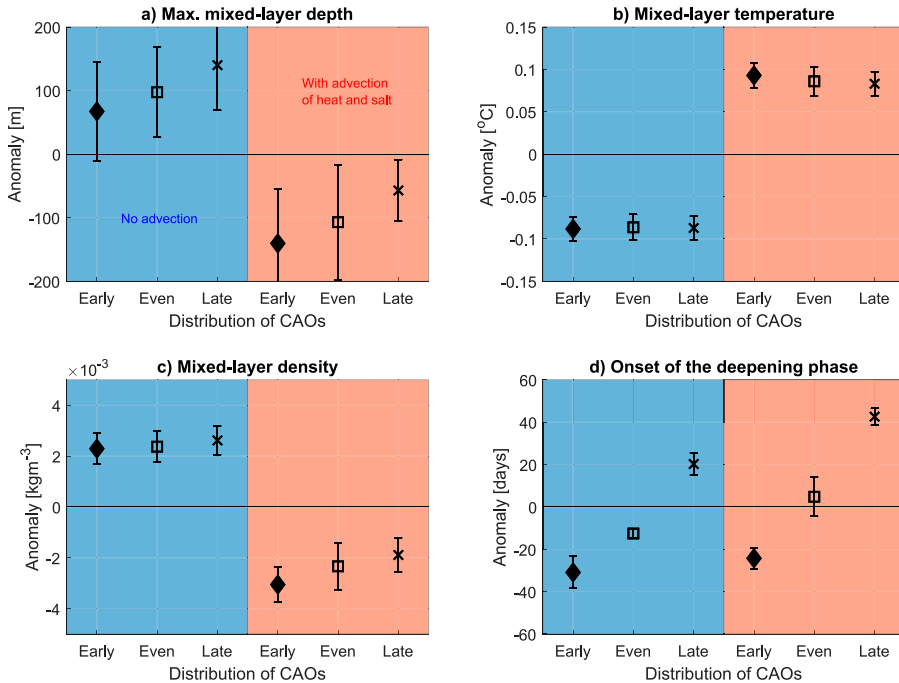 a) Max. mixed-layer depth
200
100
0
-100
-200
Anomaly [m]
With advection
of heat and salt
No advection
Early Even Late Early Even Late
Distribution of CAOs
b) Mixed-layer temperature
0.15
0.1
0.05
0
-0.05
-0.1
-0.15
Anomaly [°C]
Early Even Late Early Even Late
Distribution of CAOs
c) Mixed-layer density
×10⁻³
4
2
0
-2
-4
Anomaly [kgm⁻³]
Early Even Late Early Even Late
Distribution of CAOs
d) Onset of the deepening phase
60
40
20
0
-20
-40
-60
Anomaly [days]
Early Even Late Early Even Late
Distribution of CAOs